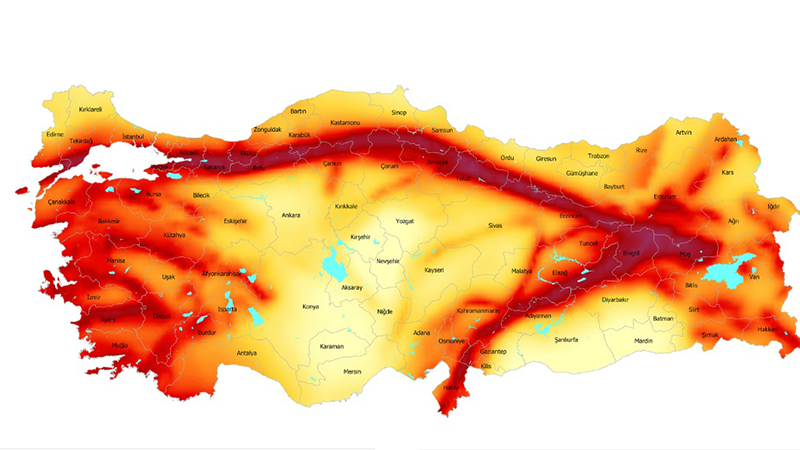 Kırklareli
Edirne
Tekirdağ
İstanbul
Zonguldak
Bartın
Karabük
Kastamonu
Sinop
Samsun
Ordu
Giresun
Trabzon
Rize
Artvin
Ardahan
Kars
Gümüşhane
Bayburt
Erzurum
Iğdır
Ağrı
Çanakkale
Bursa
Bilecik
Bolu
Çankırı
Çorum
Amasya
Tokat
Balıkesir
Kütahya
Eskişehir
Ankara
Kırıkkale
Yozgat
Sivas
Erzincan
Tunceli
Bingöl
Muş
Kırşehir
Nevşehir
Kayseri
Malatya
Elazığ
Bitlis
Van
Manisa
Uşak
Afyonkarahisar
Aksaray
İzmir
Aydın
Denizli
Isparta
Burdur
Konya
Niğde
Kahramanmaraş
Adıyaman
Diyarbakır
Batman
Siirt
Şırnak
Hakkari
Muğla
Antalya
Karaman
Mersin
Adana
Osmaniye
Gaziantep
Kilis
Şanlıurfa
Mardin
Hatay